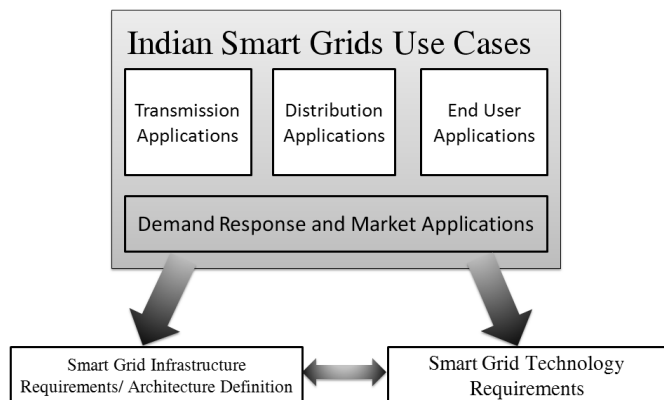 Indian Smart Grids Use Cases
Transmission
Applications
Distribution
Applications
End User
Applications
Demand Response and Market Applications
Smart Grid Infrastructure
Requirements/ Architecture Definition
Smart Grid Technology
Requirements